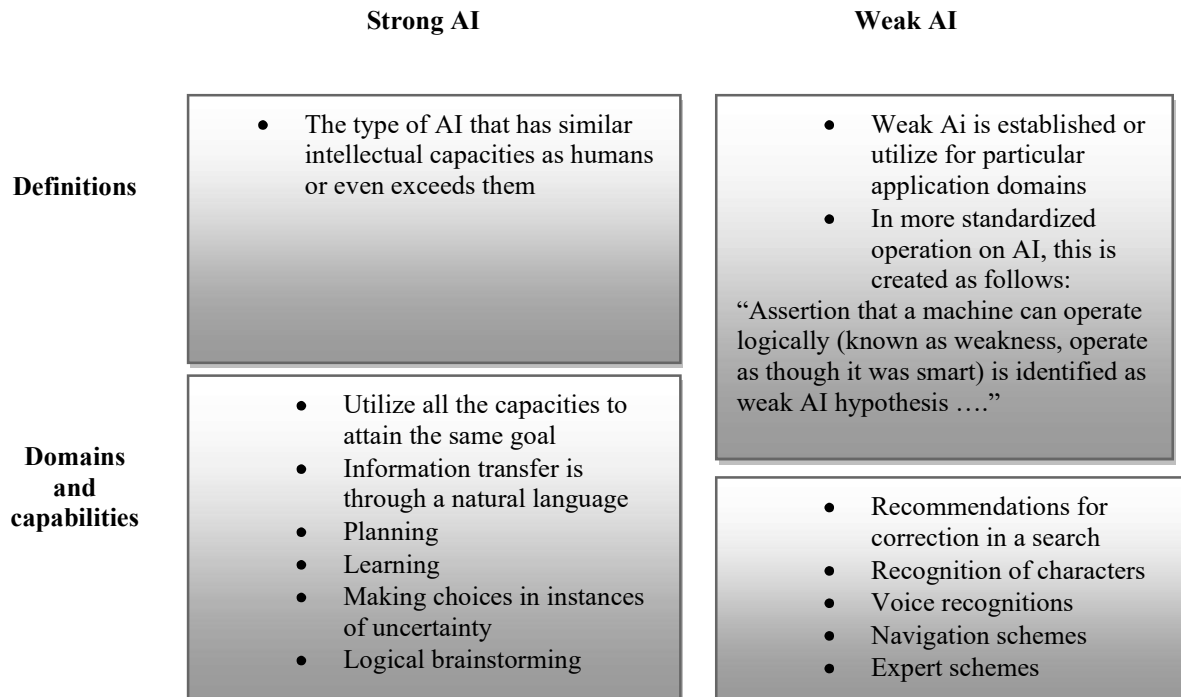 Strong AI
Weak AI
Definitions
• The type of AI that has similar
intellectual capacities as humans
or even exceeds them
• Weak Ai is established or
utilize for particular
application domains
• In more standardized
operation on AI, this is
created as follows:
“Assertion that a machine can operate
logically (known as weakness, operate
as though it was smart) is identified as
weak AI hypothesis ….”
Domains
and
capabilities
• Utilize all the capacities to
attain the same goal
• Information transfer is
through a natural language
• Planning
• Learning
• Making choices in instances
of uncertainty
• Logical brainstorming
• Recommendations for
correction in a search
• Recognition of characters
• Voice recognitions
• Navigation schemes
• Expert schemes